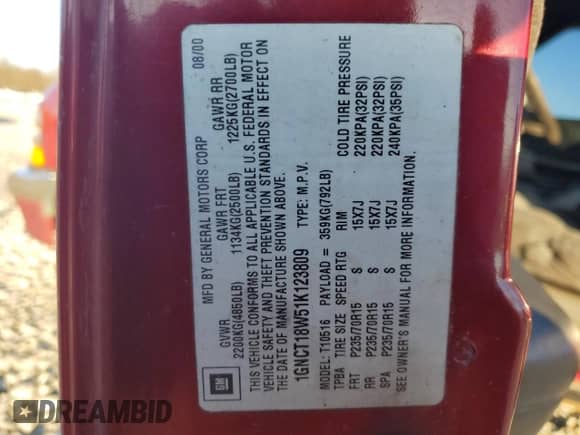 MFD BY GENERAL MOTORS CORP 08/00
GVWR GAWR FRT GAWR RR
2200KG(4850LB) 1134KG(2500LB) 1225KG(2700LB)
THIS VEHICLE CONFORMS TO ALL APPLICABLE U.S. FEDERAL MOTOR
VEHICLE SAFETY AND THEFT PREVENTION STANDARDS IN EFFECT ON
THE DATE OF MANUFACTURE SHOWN ABOVE.
1GNCT18W51K123809 TYPE: M.P.V.
MODEL: T10516 PAYLOAD = 359KG(792LB)
TPBA TIRE SIZE SPEED RTG RIM COLD TIRE PRESSURE
FRT P235/70R15 S 15X7J 220KPA(32PSI)
RR P235/70R15 S 15X7J 220KPA(32PSI)
SPA P235/70R15 S 15X7J 240KPA(35PSI)
SEE OWNER'S MANUAL FOR MORE INFORMATION.
GM
DREAMBID